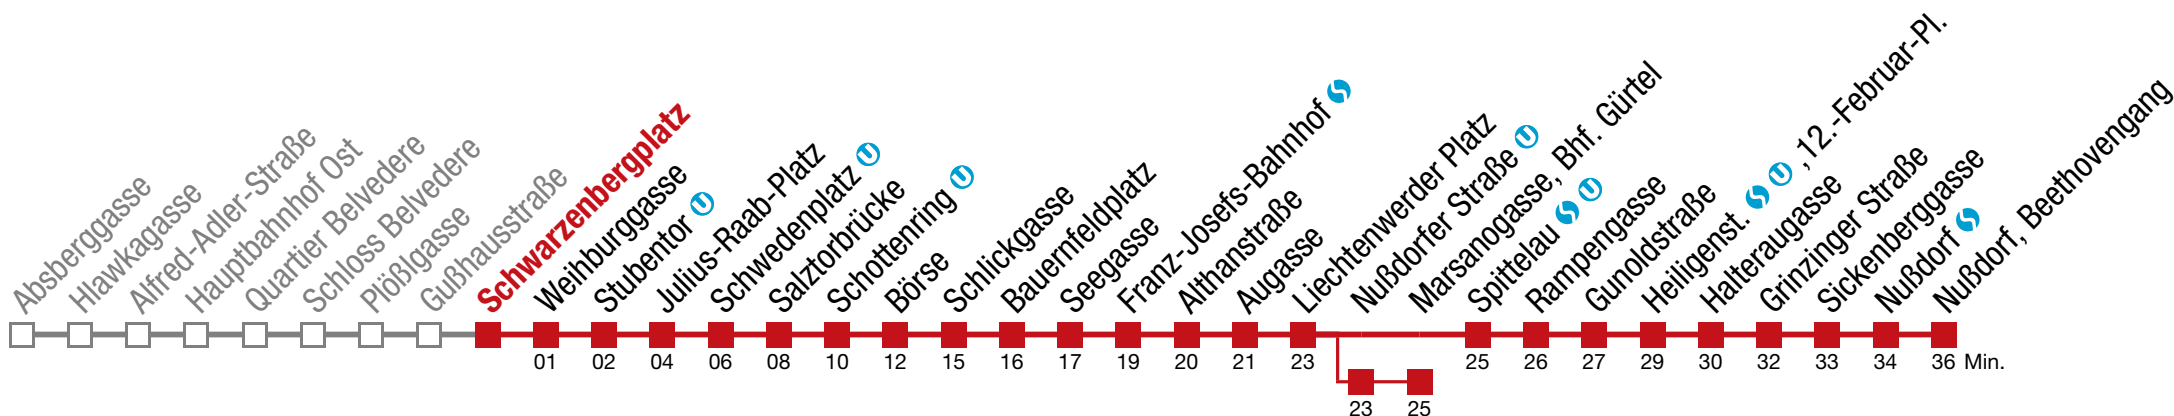 Absberggasse
Hlawkagasse
Alfred-Adler-Straße
Hauptbahnhof Ost
Quartier Belvedere
Schloss Belvedere
Plößlgasse
Gußhausstraße
Schwarzenbergplatz
Weihburggasse
Stubentor U
Julius-Raab-Platz
Schwedenplatz U
Salztorbrücke
Schottenring U
Börse
Schlickgasse
Bauernfeldplatz
Seegasse
Franz-Josefs-Bahnhof S
Althanstraße
Augasse
Liechtenwerder Platz
Nußdorfer Straße U
Marsanogasse, Bhf. Gürtel
Spittelau S U
Rampengasse
Gunoldstraße
Heiligenst. S U ,12.-Februar-Pl.
Halteraugasse
Grinzinger Straße
Sickenberggasse
Nußdorf S
Nußdorf, Beethovengang
01 02 04 06 08 10 12 15 16 17 19 20 21 23 25 26 27 29 30 32 33 34 36 Min.
23 25